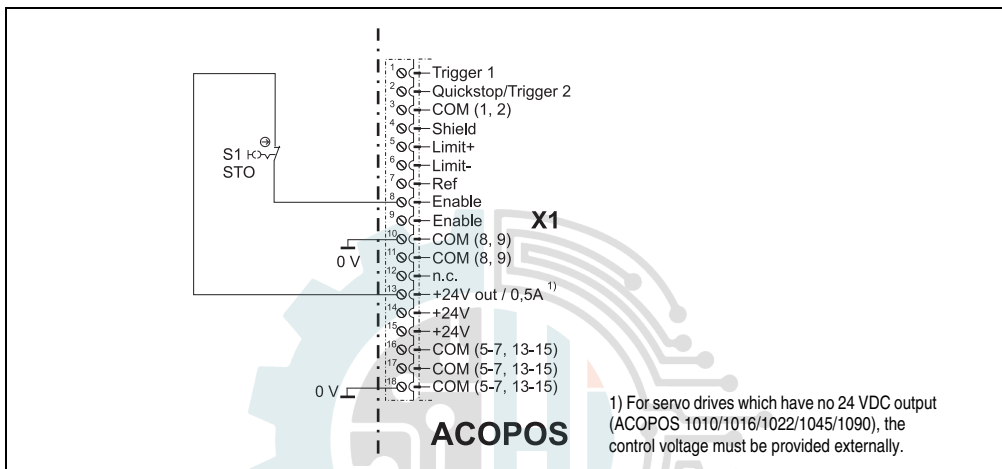 1 Trigger 1
2 Quickstop/Trigger 2
3 COM (1, 2)
4 Shield
5 Limit+
6 Limit-
7 Ref
8 Enable
9 Enable
10 COM (8, 9)
11 COM (8, 9)
12 n.c.
13 +24V out / 0,5A 1)
14 +24V
15 +24V
16 COM (5-7, 13-15)
17 COM (5-7, 13-15)
18 COM (5-7, 13-15)
S1
STO
X1
0 V
0 V
ACOPOS
1) For servo drives which have no 24 VDC output
(ACOPOS 1010/1016/1022/1045/1090), the
control voltage must be provided externally.